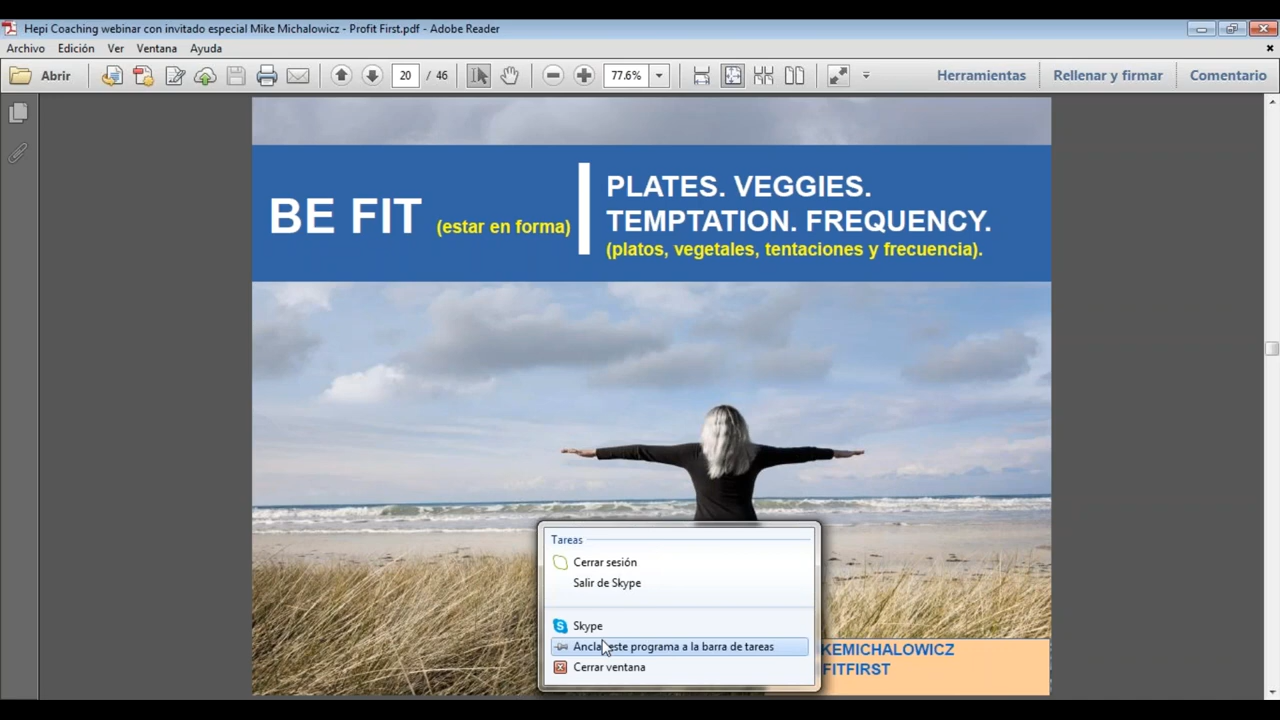 Hepi Coaching webinar con invitado especial Mike Michalowicz - Profit First.pdf - Adobe Reader
Archivo Edición Ver Ventana Ayuda
Abrir 20 / 46 77.6% Herramientas Rellenar y firmar Comentario
BE FIT (estar en forma)
PLATES. VEGGIES.
TEMPTATION. FREQUENCY.
(platos, vegetales, tentaciones y frecuencia).
Tareas
Cerrar sesión
Salir de Skype
Skype
Anclar este programa a la barra de tareas
Cerrar ventana
KEMICHALOWICZ
FITFIRST